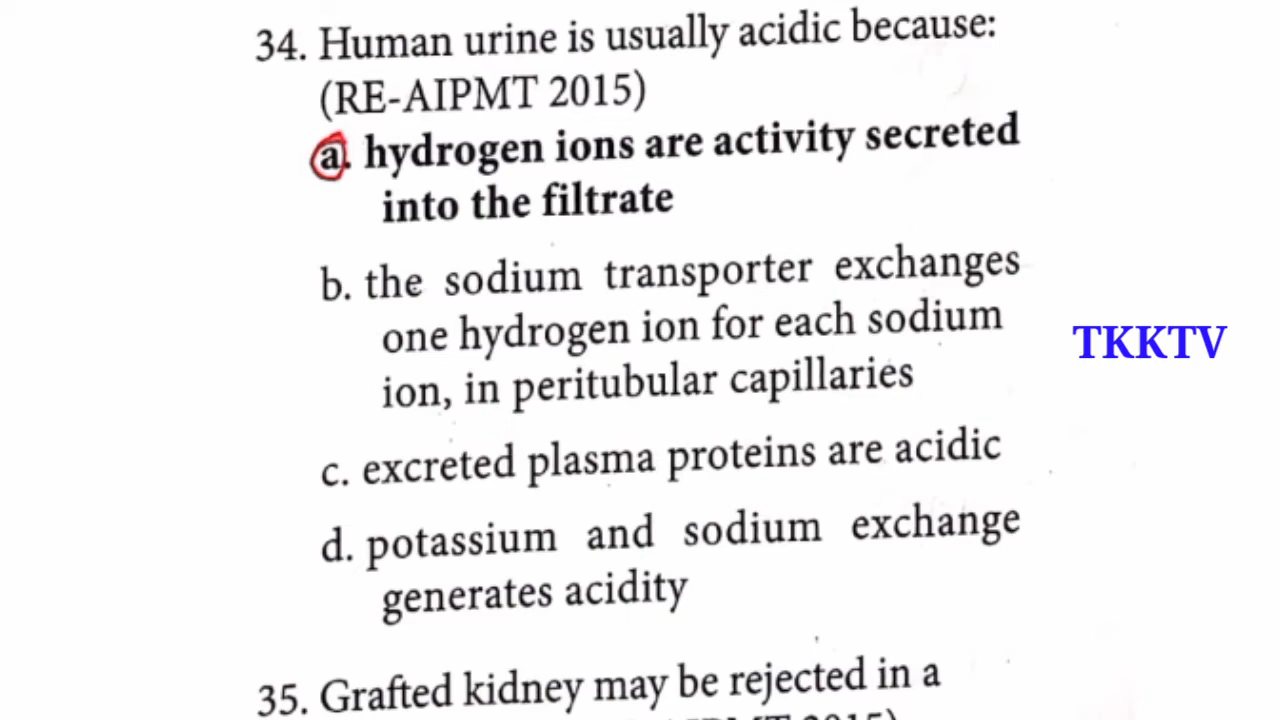 34. Human urine is usually acidic because:
(RE-AIPMT 2015)
a. hydrogen ions are activity secreted
into the filtrate
b. the sodium transporter exchanges
one hydrogen ion for each sodium
ion, in peritubular capillaries
TKKTV
c. excreted plasma proteins are acidic
d. potassium and sodium exchange
generates acidity
35. Grafted kidney may be rejected in a
2015)